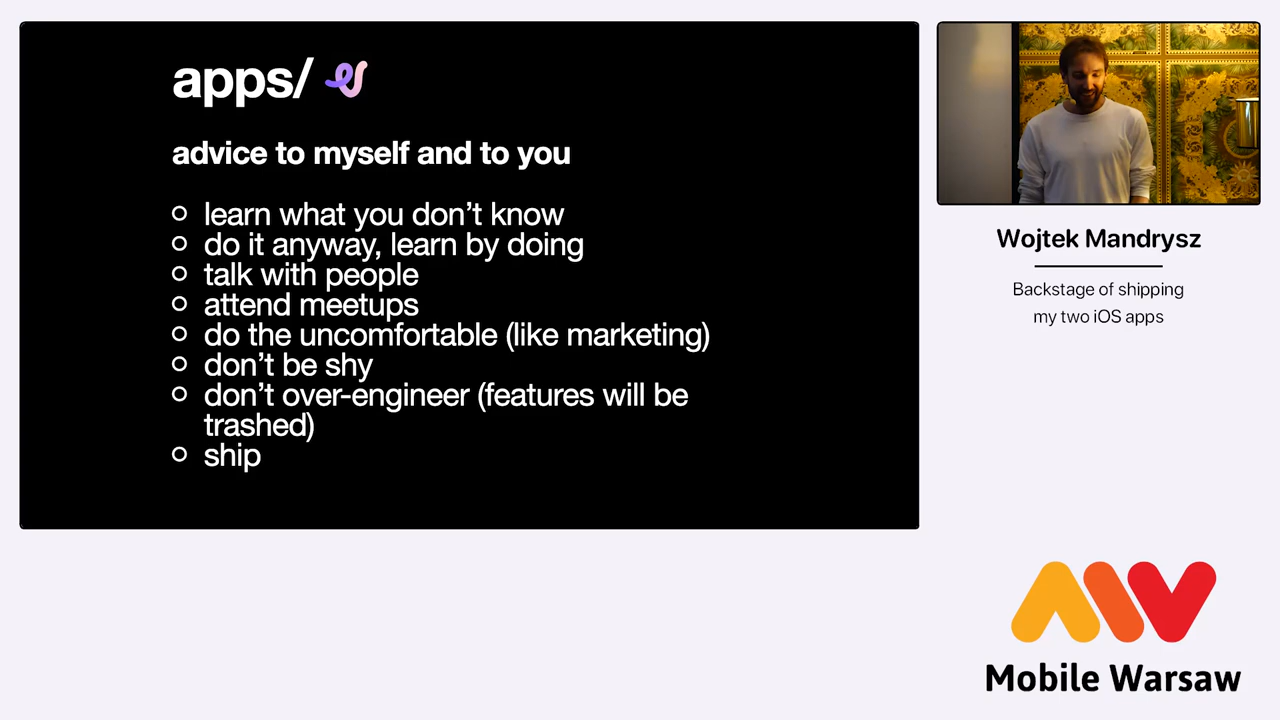 apps/
advice to myself and to you
learn what you don't know
do it anyway, learn by doing
talk with people
attend meetups
do the uncomfortable (like marketing)
don't be shy
don't over-engineer (features will be
trashed)
ship
Wojtek Mandrysz
Backstage of shipping
my two iOS apps
Mobile Warsaw